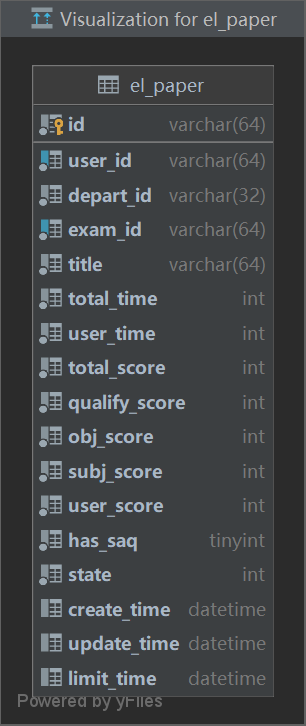 Visualization for el_paper
el_paper
id varchar(64)
user_id varchar(64)
depart_id varchar(32)
exam_id varchar(64)
title varchar(64)
total_time int
user_time int
total_score int
qualify_score int
obj_score int
subj_score int
user_score int
has_saq tinyint
state int
create_time datetime
update_time datetime
limit_time datetime
Powered by yFiles